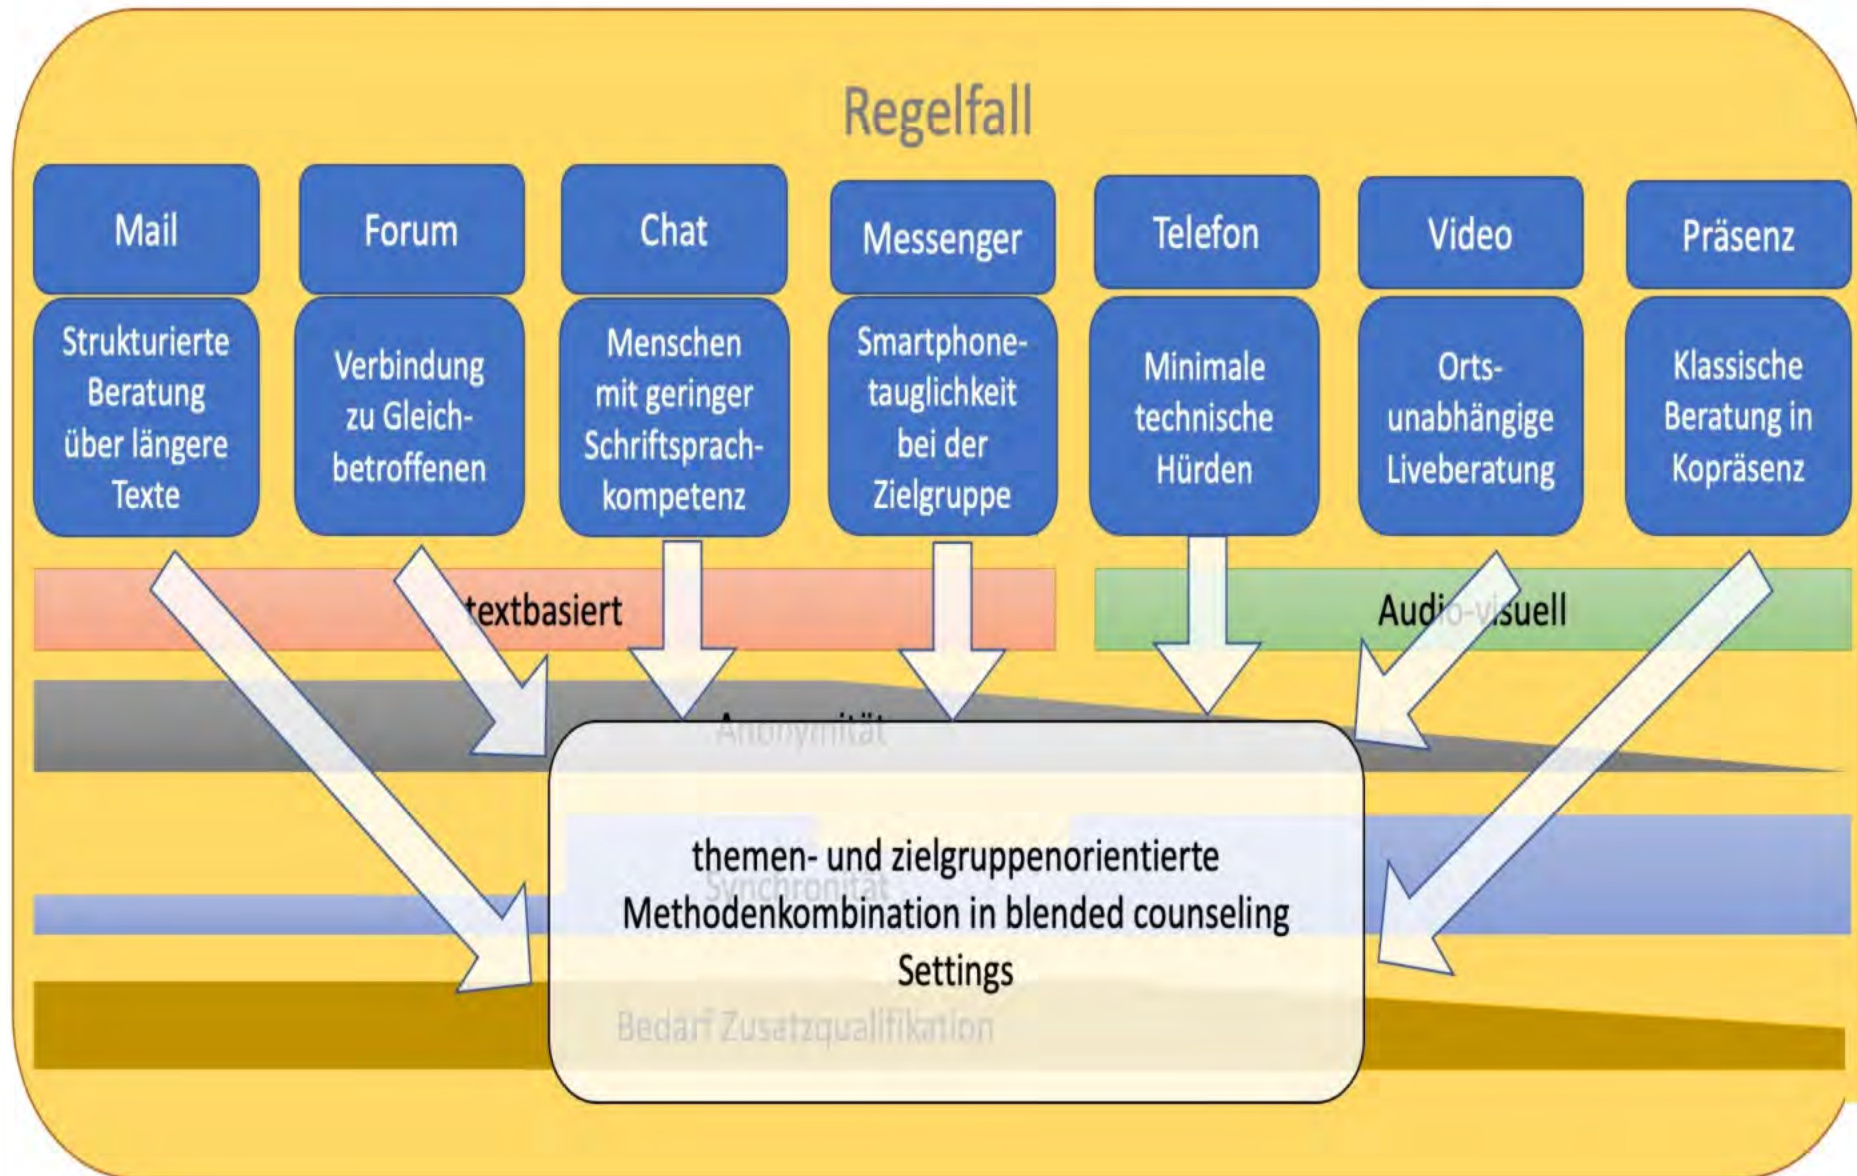 Regelfall
Mail
Forum
Chat
Messenger
Telefon
Video
Präsenz
Strukturierte
Beratung
über längere
Texte
Verbindung
zu Gleich-
betroffenen
Menschen
mit geringer
Schriftsprach-
kompetenz
Smartphone-
tauglichkeit
bei der
Zielgruppe
Minimale
technische
Hürden
Orts-
unabhängige
Liveberatung
Klassische
Beratung in
Kopräsenz
textbasiert
Audio-visuell
Anonymität
themen- und zielgruppenorientierte
Synchronität
Methodenkombination in blended counseling
Settings
Bedarf Zusatzqualifikation